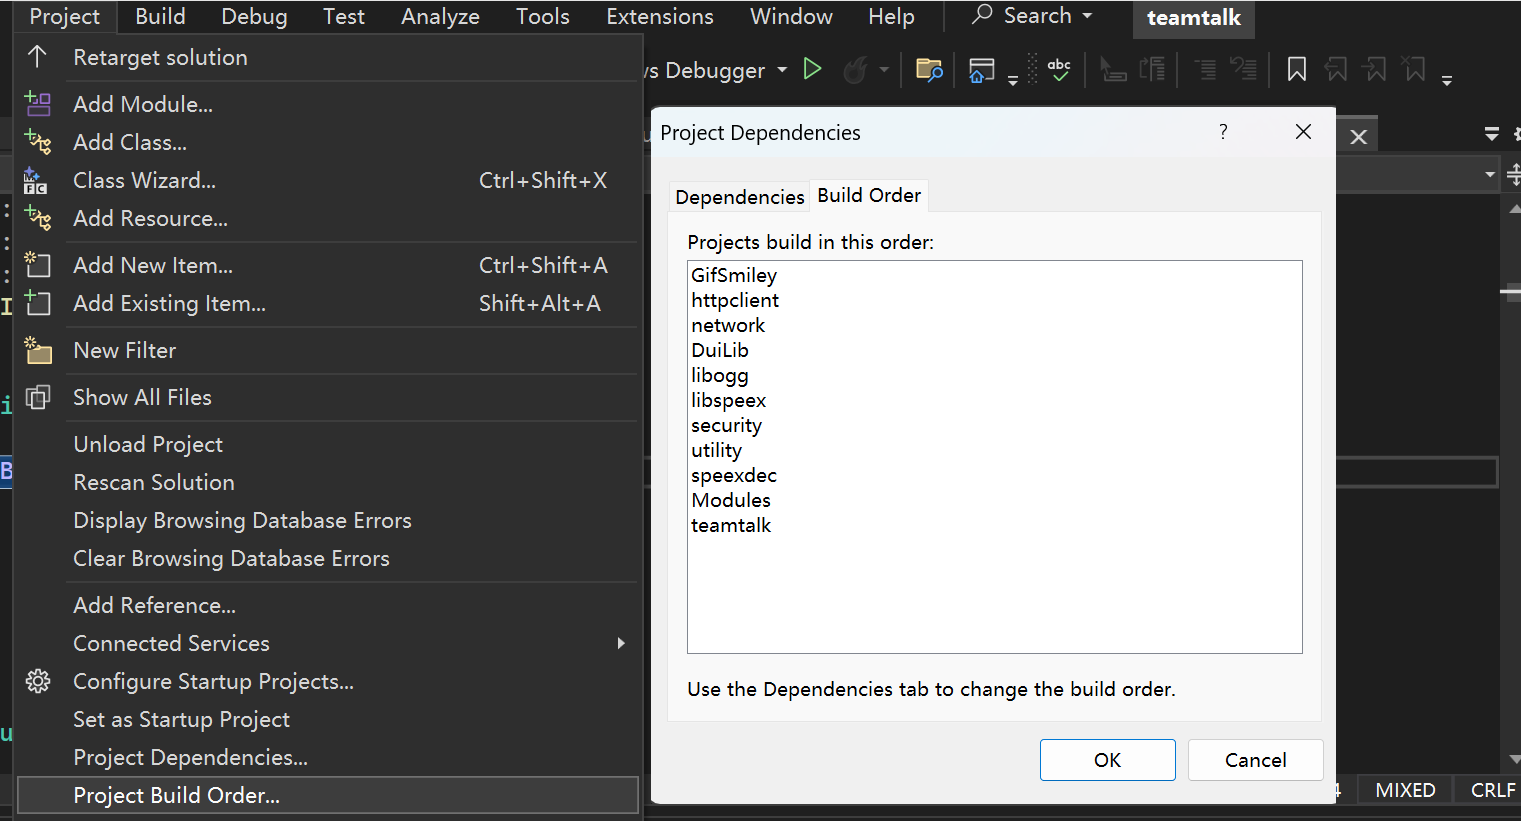 Project Build Debug Test Analyze Tools Extensions Window Help Search teamtalk
Retarget solution
Debugger
abc
Add Module...
Add Class...
Class Wizard... Ctrl+Shift+X
Add Resource...
Add New Item... Ctrl+Shift+A
Add Existing Item... Shift+Alt+A
New Filter
Show All Files
Unload Project
Rescan Solution
Display Browsing Database Errors
Clear Browsing Database Errors
Add Reference...
Connected Services
Configure Startup Projects...
Set as Startup Project
Project Dependencies...
Project Build Order...
Project Dependencies
?
Dependencies Build Order
Projects build in this order:
GifSmiley
httpclient
network
DuiLib
libogg
libspeex
security
utility
speexdec
Modules
teamtalk
Use the Dependencies tab to change the build order.
OK Cancel
MIXED CRLF